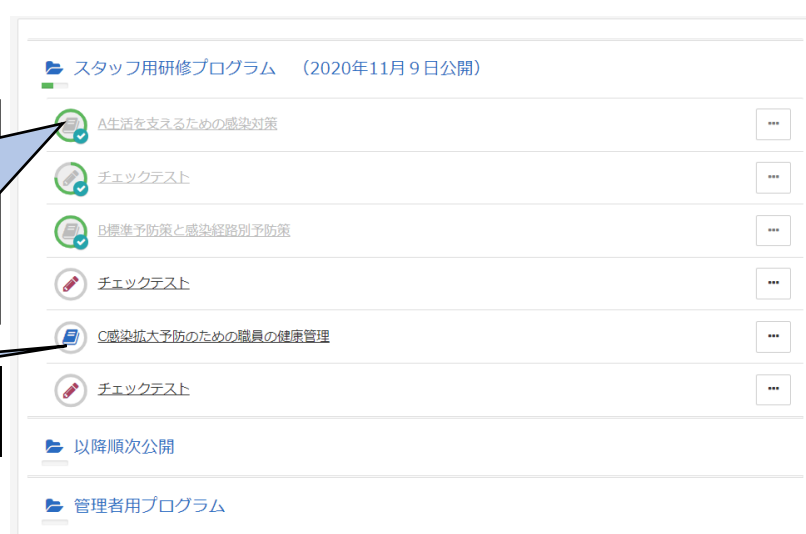 スタッフ用研修プログラム （2020年11月９日公開）
A生活を支えるための感染対策
チェックテスト
B標準予防策と感染経路別予防策
チェックテスト
C感染拡大予防のための職員の健康管理
チェックテスト
以降順次公開
管理者用プログラム